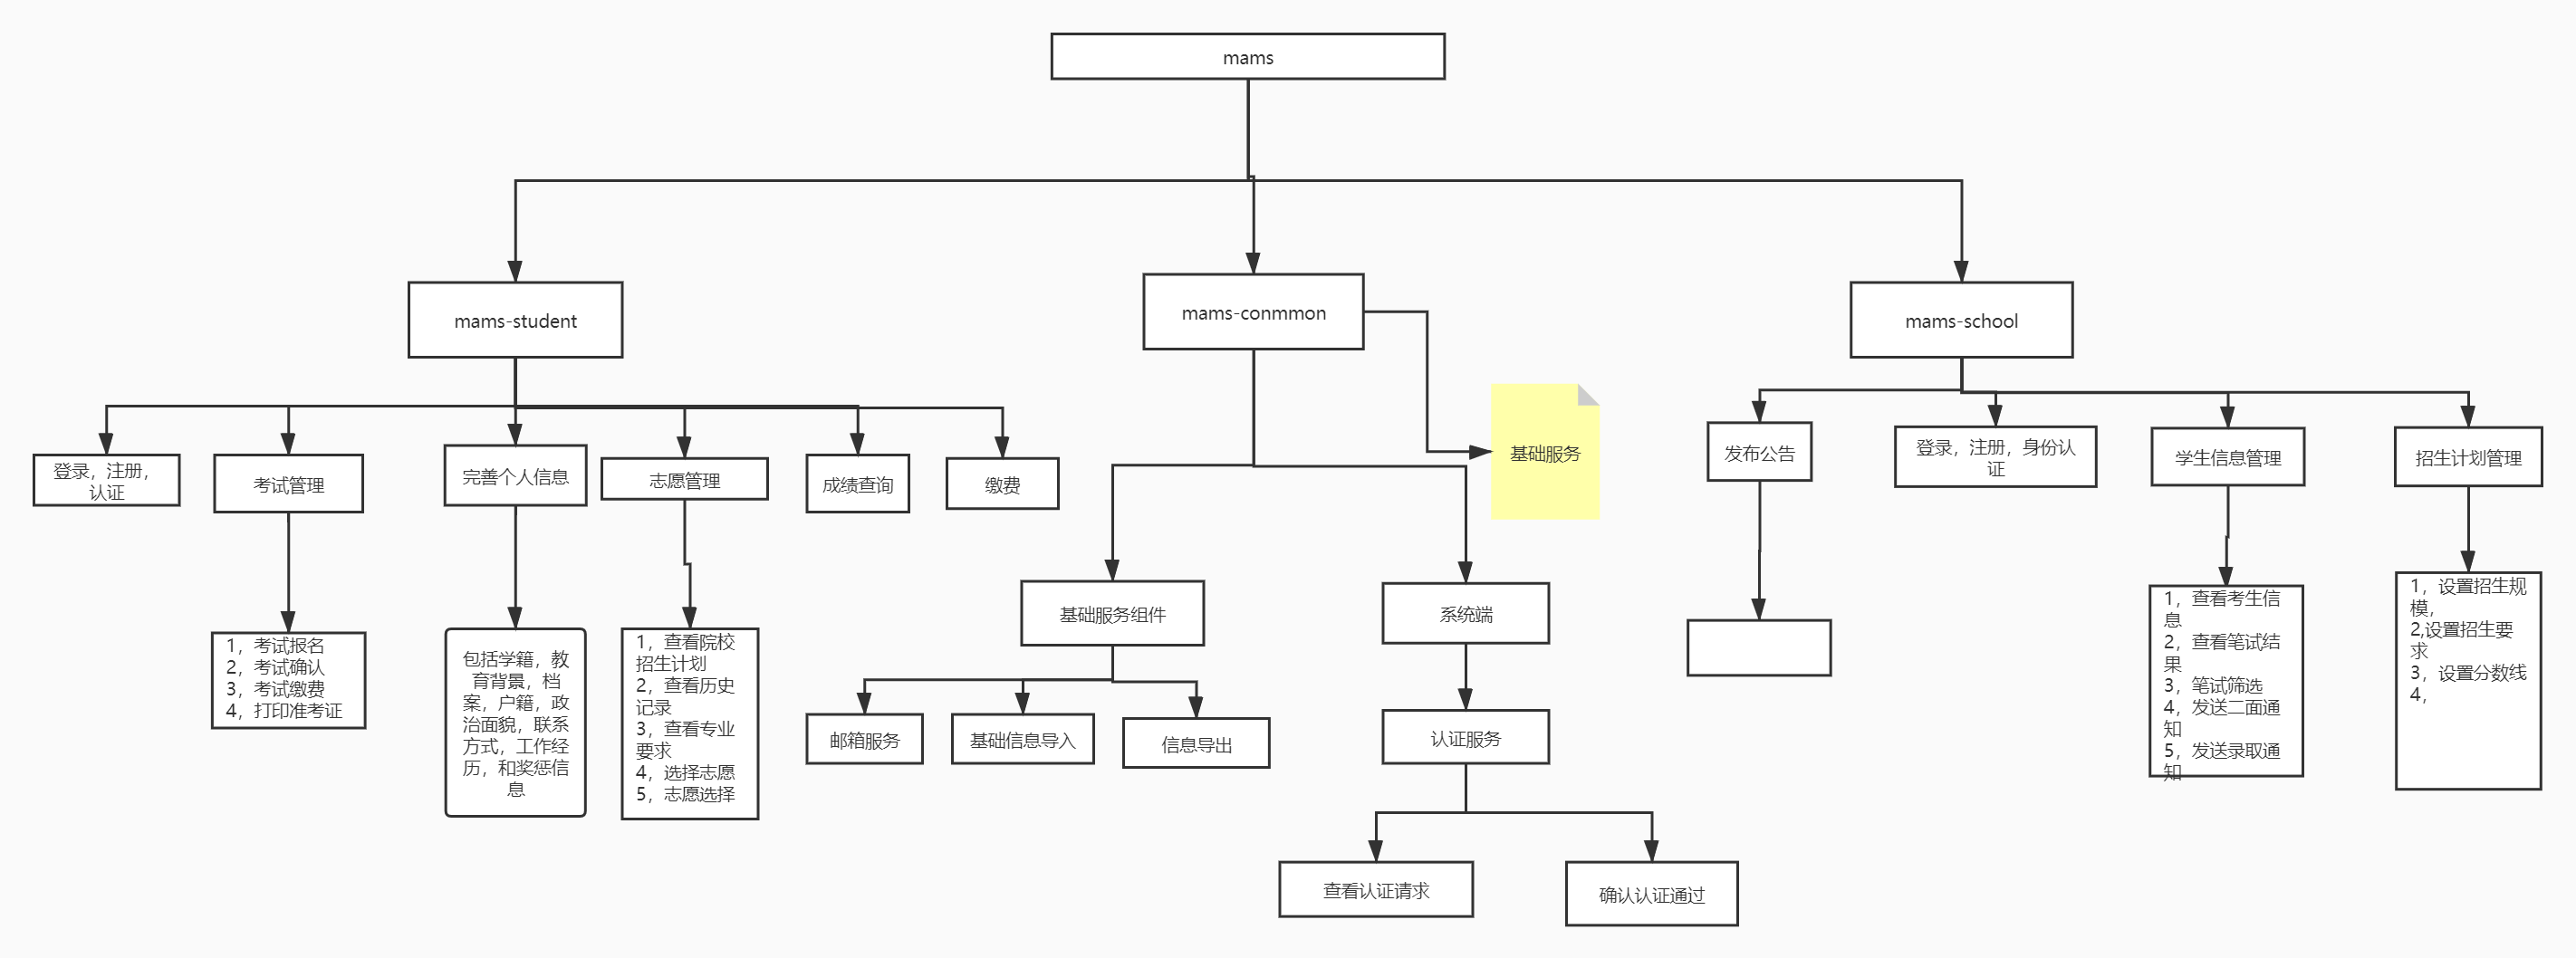 mams
mams-student
mams-conmmon
mams-school
基础服务
登录，注册，
认证
考试管理
完善个人信息
志愿管理
成绩查询
缴费
发布公告
登录，注册，身份认
证
学生信息管理
招生计划管理
1，考试报名
2，考试确认
3，考试缴费
4，打印准考证
包括学籍，教
育背景，档
案，户籍，政
治面貌，联系
方式，工作经
历，和奖惩信
息
1，查看院校
招生计划
2，查看历史
记录
3，查看专业
要求
4，选择志愿
5，志愿选择
基础服务组件
系统端
邮箱服务
基础信息导入
信息导出
认证服务
查看认证请求
确认认证通过
1，查看考生信
息
2，查看笔试结
果
3，笔试筛选
4，发送二面通
知
5，发送录取通
知
1，设置招生规
模，
2,设置招生要
求
3，设置分数线
4，